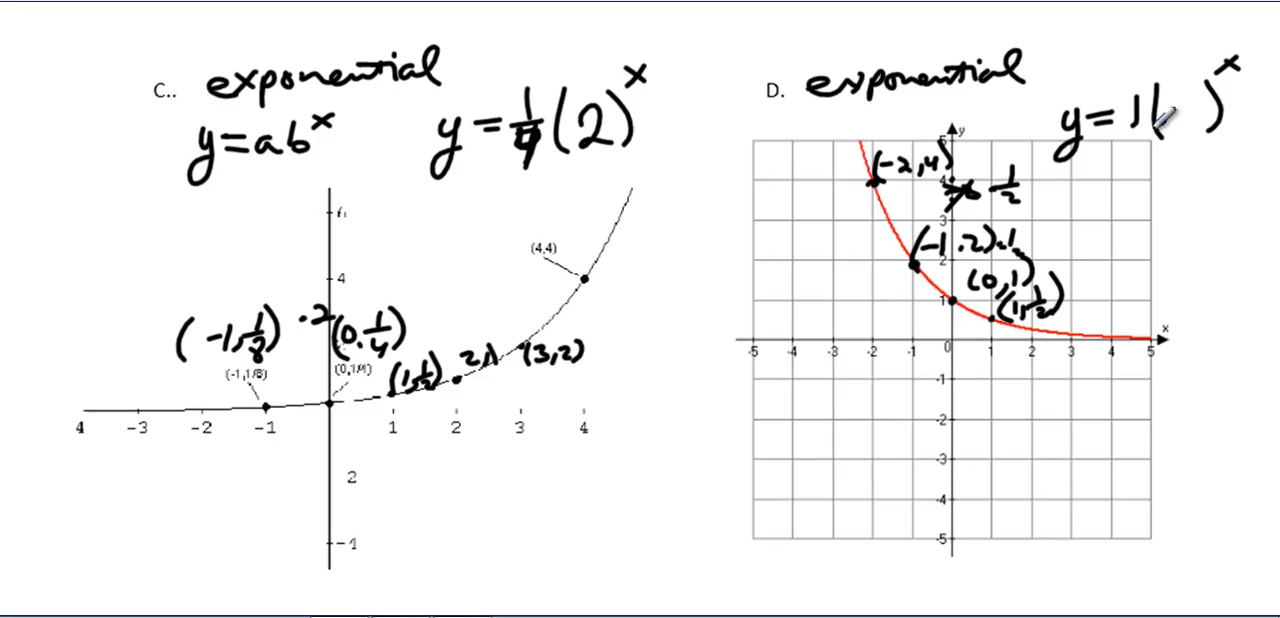 C.. exponential
y=ab^x y=1/4(2)^x
6
(4,4)
4
(-1,1/8) ·2 (0,1/4)
(-1,1/8) (0,1/4) (1,1/2) 2,1 (3,2)
4 -3 -2 -1 1 2 3 4
2
D. exponential
y=1( )^x
y
5
(-2,4)
4
1/2
3
(-1,2)
2
(0,1)
1
(1,1/2)
x
-5 -4 -3 -2 -1 0 1 2 3 4 5
-1
-2
-3
-4
-5